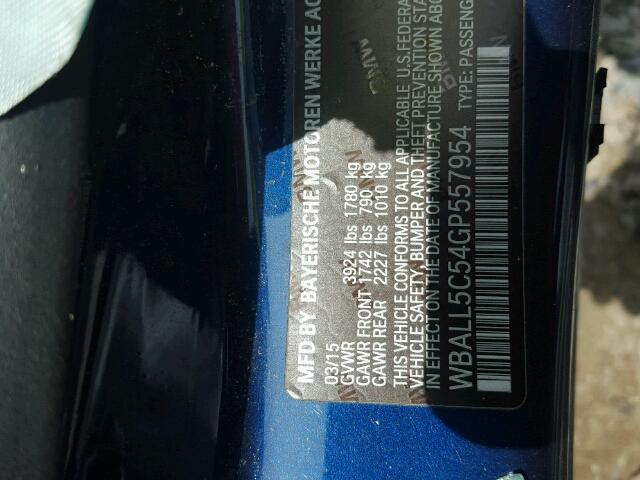 MFD BY BAYERISCHE MOTOREN WERKE AG
03/15
GVWR 3924 lbs 1780 kg
GAWR FRONT 1742 lbs 790 kg
GAWR REAR 2227 lbs 1010 kg
THIS VEHICLE CONFORMS TO ALL APPLICABLE U.S. FEDERAL
VEHICLE SAFETY, BUMPER AND THEFT PREVENTION STA
IN EFFECT ON THE DATE OF MANUFACTURE SHOWN ABO
WBALL5C54GP557954 TYPE: PASSENG